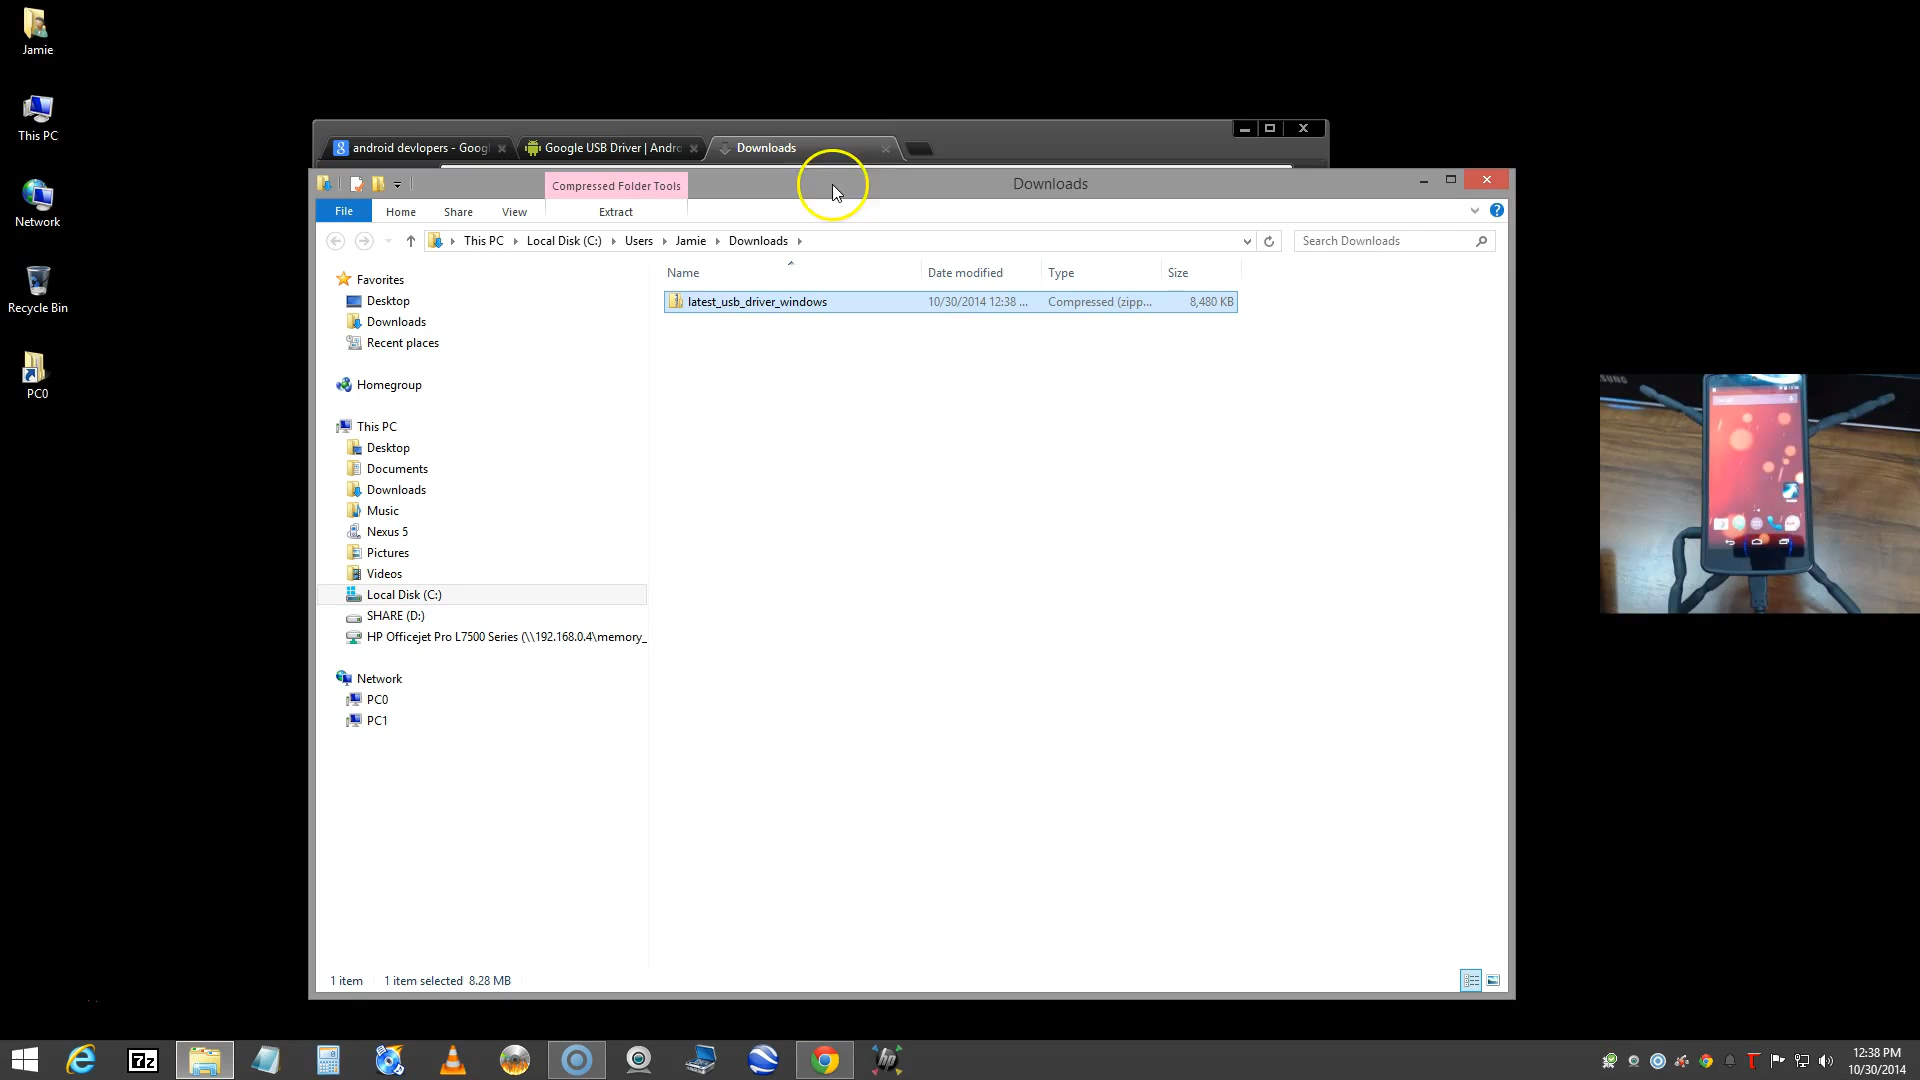 Jamie
This PC
Network
Recycle Bin
PC0
android devlopers - Goog
Google USB Driver | Andro
Downloads
Compressed Folder Tools
Downloads
File
Home
Share
View
Extract
This PC
Local Disk (C:)
Users
Jamie
Downloads
Search Downloads
Name
Date modified
Type
Size
latest_usb_driver_windows
10/30/2014 12:38 ...
Compressed (zipp...
8,480 KB
Favorites
Desktop
Downloads
Recent places
Homegroup
This PC
Desktop
Documents
Downloads
Music
Nexus 5
Pictures
Videos
Local Disk (C:)
SHARE (D:)
HP Officejet Pro L7500 Series (\\192.168.0.4\memory_
Network
PC0
PC1
1 item
1 item selected 8.28 MB
7z
hp
12:38 PM
10/30/2014